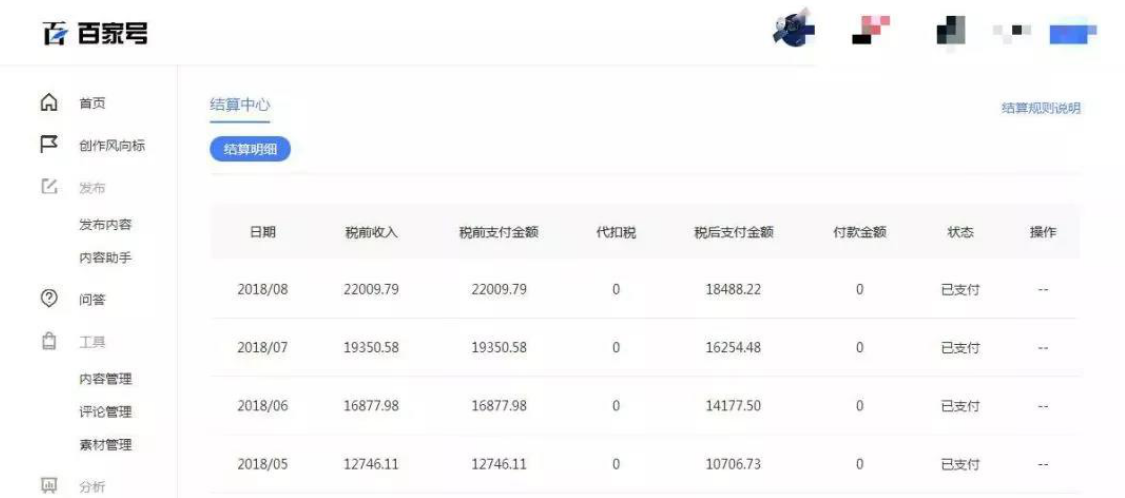 百家号
首页
创作风向标
发布
发布内容
内容助手
问答
工具
内容管理
评论管理
素材管理
分析
结算中心
结算规则说明
结算明细
日期 税前收入 税前支付金额 代扣税 税后支付金额 付款金额 状态 操作
2018/08 22009.79 22009.79 0 18488.22 0 已支付 --
2018/07 19350.58 19350.58 0 16254.48 0 已支付 --
2018/06 16877.98 16877.98 0 14177.50 0 已支付 --
2018/05 12746.11 12746.11 0 10706.73 0 已支付 --